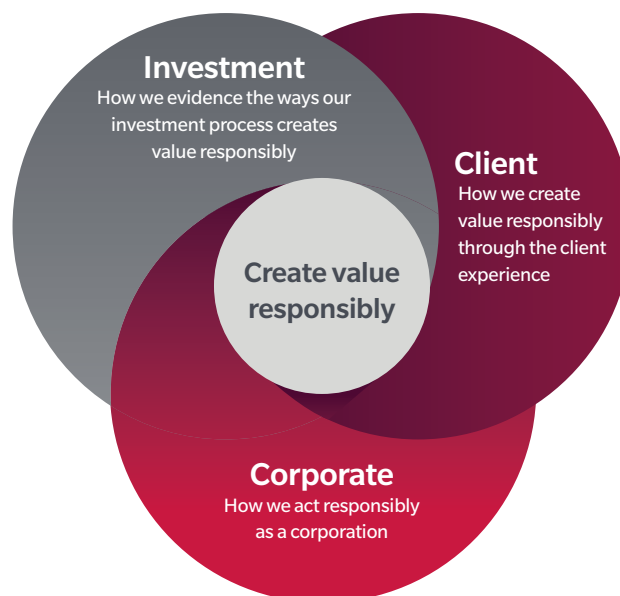 Investment
How we evidence the ways our
investment process creates
value responsibly
Client
How we create
value responsibly
through the client
experience
Create value
responsibly
Corporate
How we act responsibly
as a corporation